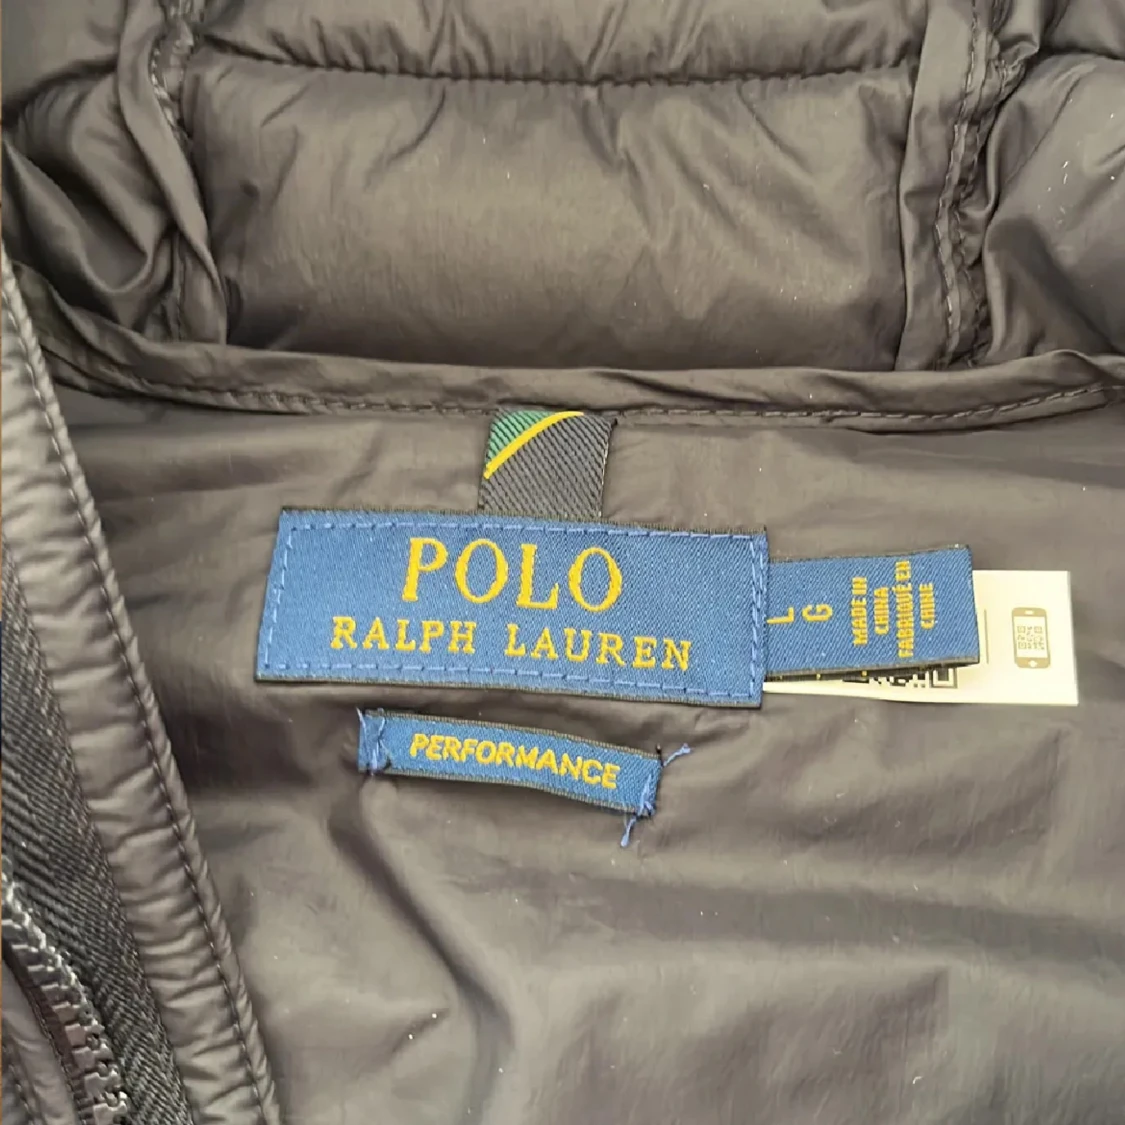 POLO
RALPH LAUREN
L
G
MADE IN
CHINA
FABRIQUÉ EN
CHINE
PERFORMANCE